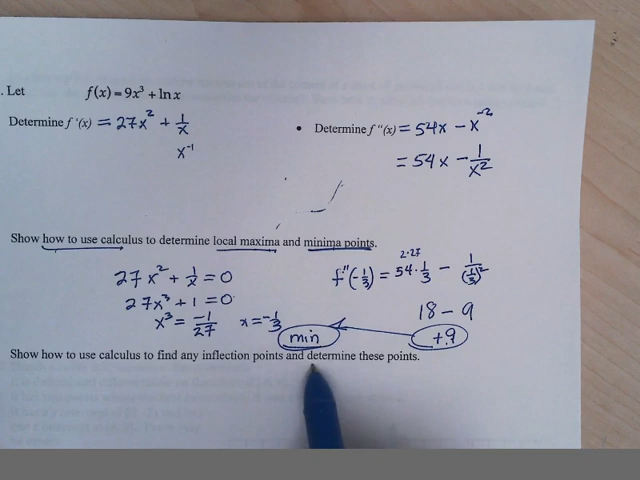 . Let f(x) = 9x³ + ln x
Determine f '(x) = 27x² + 1/x
x⁻¹
• Determine f "(x) = 54x − x⁻²
= 54x − 1/x²
Show how to use calculus to determine local maxima and minima points.
27x² + 1/x = 0
27x³ + 1 = 0
x³ = −1/27 x = −1/3
2·27
f"(−1/3) = 54·1/3 − 1/(1/3)²
18 − 9
+9
min
Show how to use calculus to find any inflection points and determine these points.